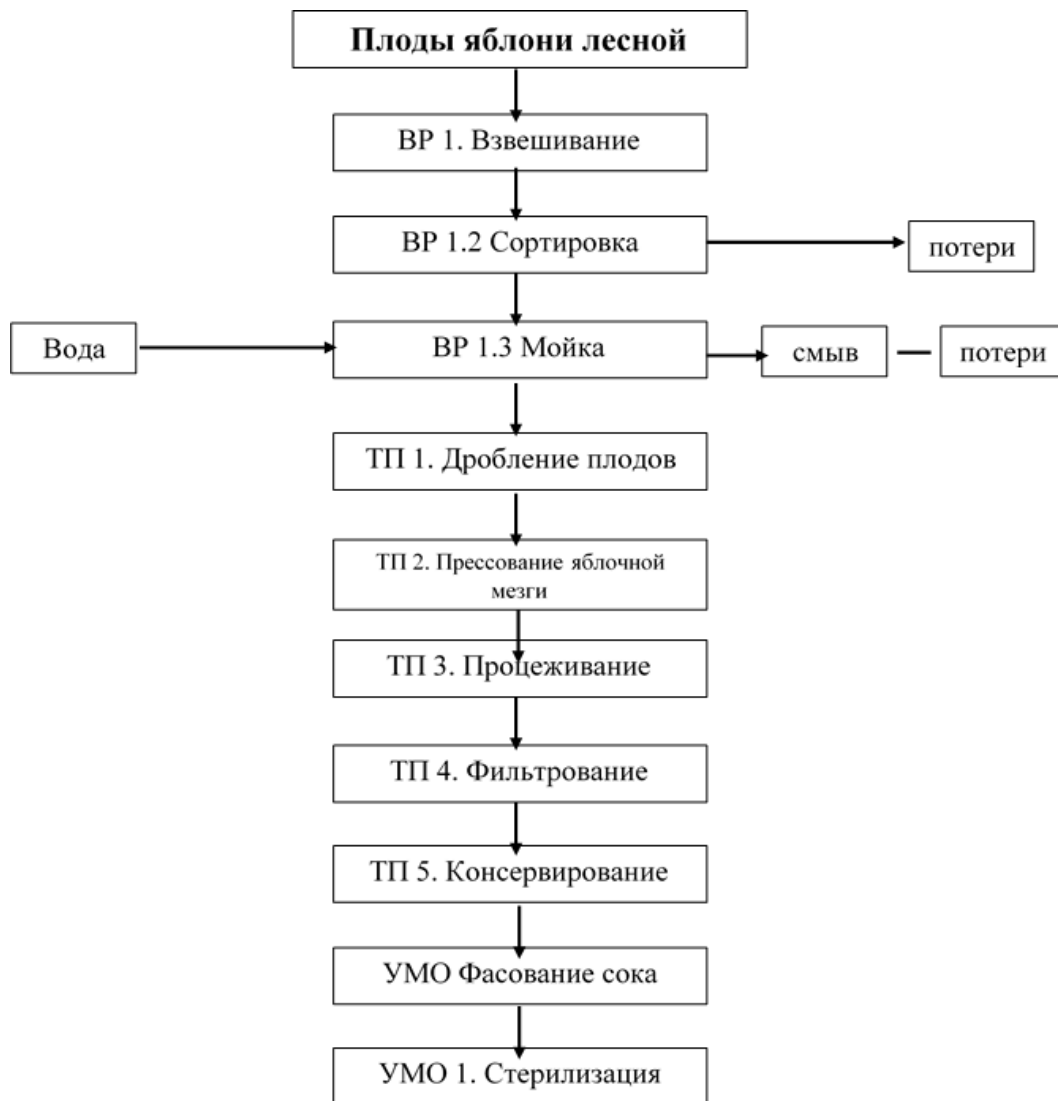 Плоды яблони лесной
ВР 1. Взвешивание
ВР 1.2 Сортировка
потери
Вода
ВР 1.3 Мойка
смыв
потери
ТП 1. Дробление плодов
ТП 2. Прессование яблочной
мезги
ТП 3. Процеживание
ТП 4. Фильтрование
ТП 5. Консервирование
УМО Фасование сока
УМО 1. Стерилизация